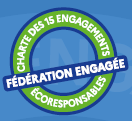 CHARTE DES 15 ENGAGEMENTS
FÉDÉRATION ENGAGÉE
ÉCORESPONSABLES